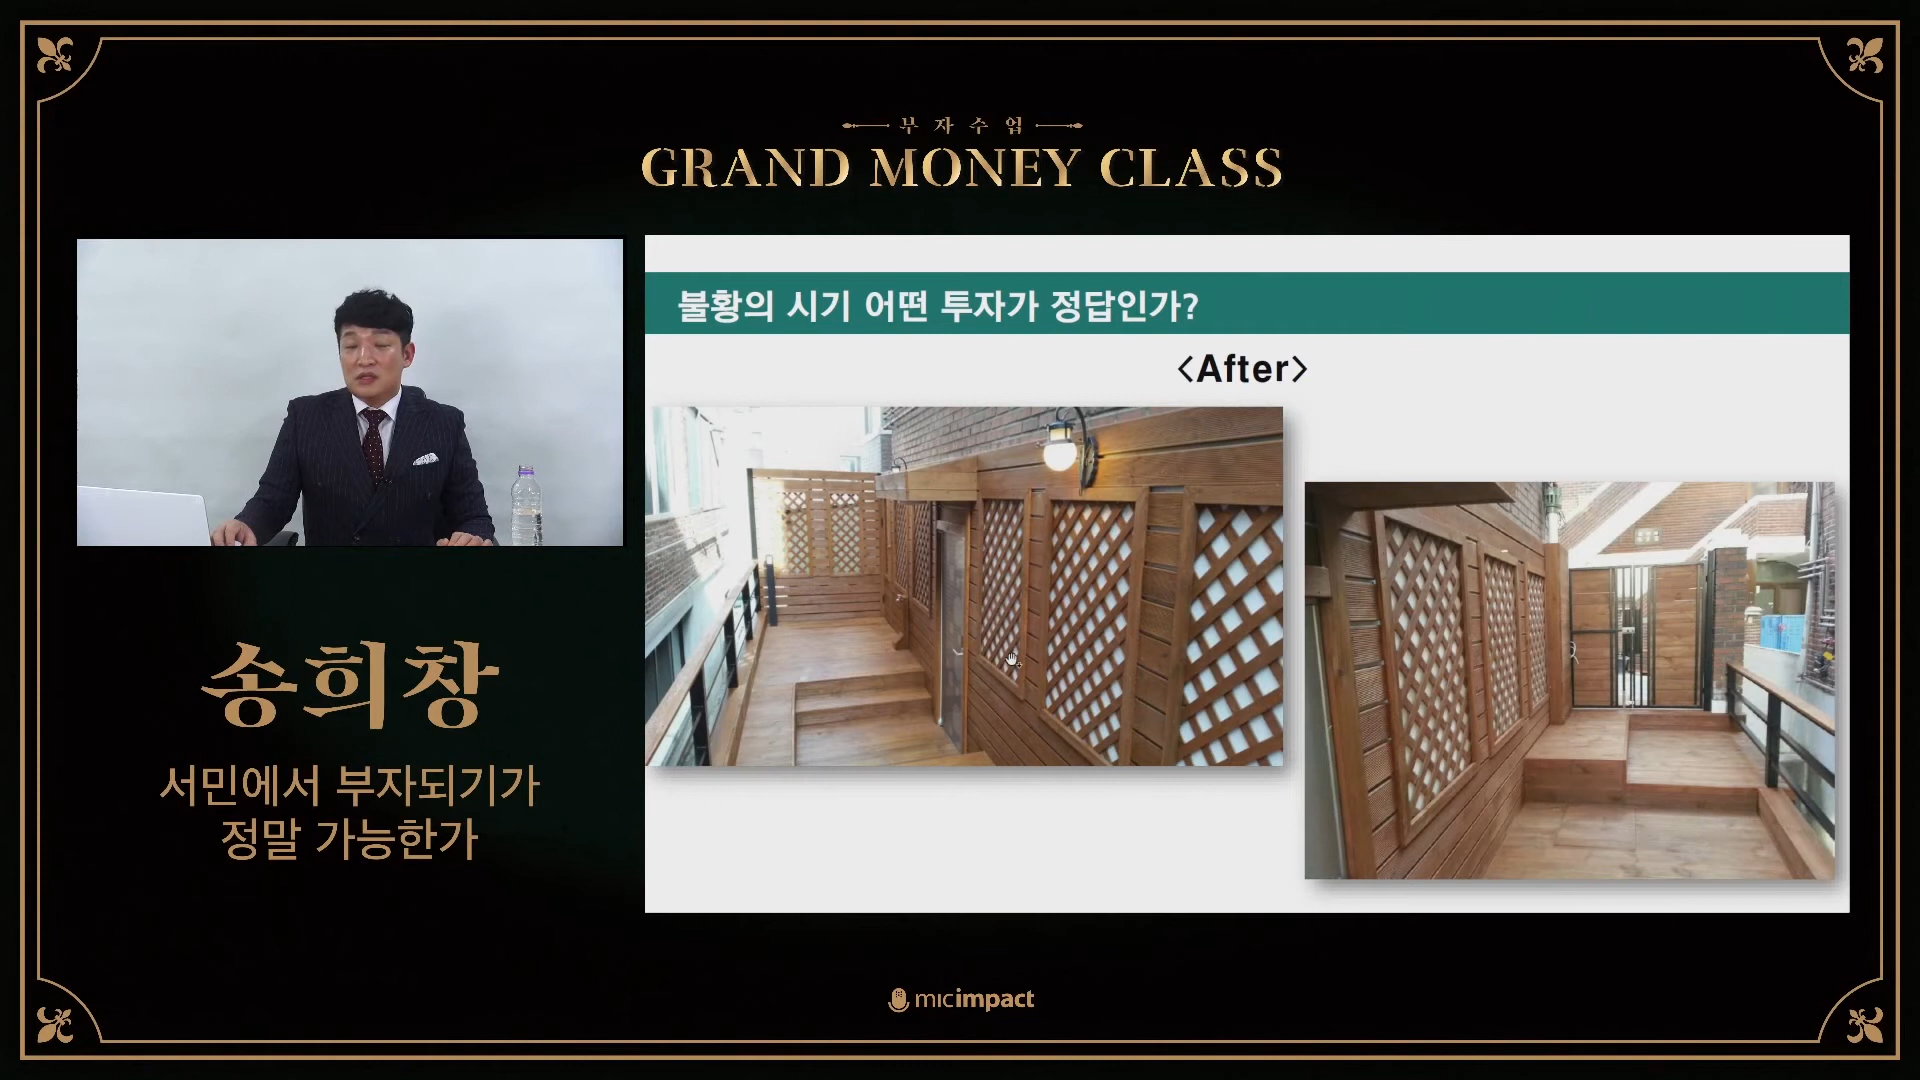 부자수업
GRAND MONEY CLASS
불황의 시기 어떤 투자가 정답인가?
<After>
송희창
서민에서 부자되기가
정말 가능한가
micimpact